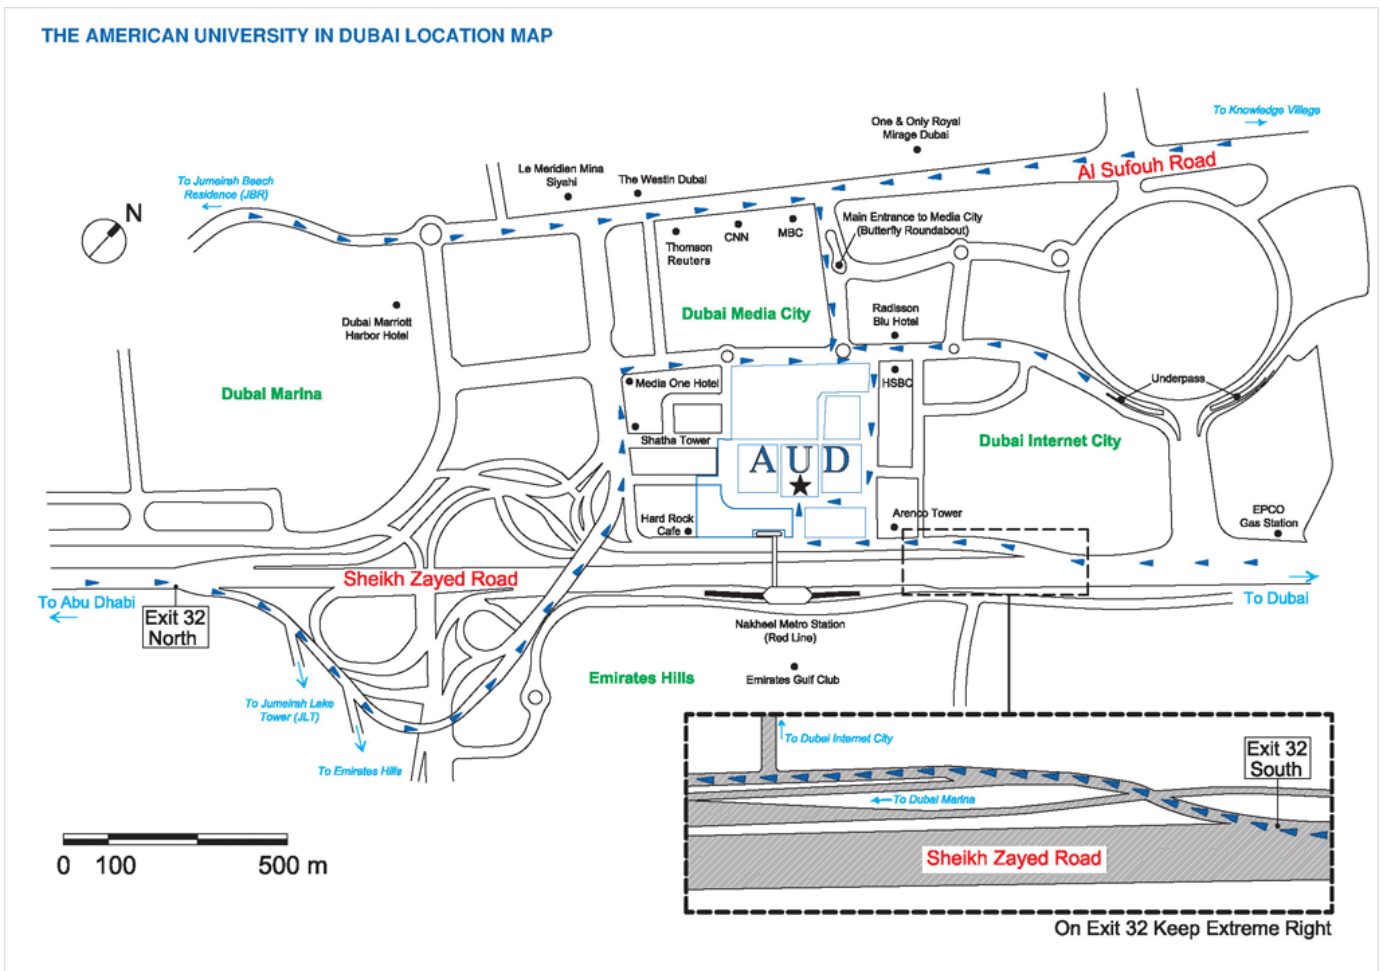 THE AMERICAN UNIVERSITY IN DUBAI LOCATION MAP
To Knowledge Village
One & Only Royal
Mirage Dubai
Al Sufouh Road
Le Meridien Mina
Siyahi
The Westin Dubai
To Jumeirah Beech
Residence (JBR)
N
Main Entrance to Media City
(Butterfly Roundabout)
MBC
CNN
Thomson
Reuters
Dubai Media City
Radisson
Blu Hotel
Dubai Marriott
Harbor Hotel
Dubai Marina
Media One Hotel
HSBC
Underpass
Shatha Tower
Dubai Internet City
A U D
Hard Rock
Cafe
Arenco Tower
EPCO
Gas Station
Sheikh Zayed Road
To Abu Dhabi
Exit 32
North
To Dubai
Nakheel Metro Station
(Red Line)
Emirates Hills
Emirates Gulf Club
To Jumeirah Lake
Tower (JLT)
To Emirates Hills
To Dubai Internet City
Exit 32
South
To Dubai Marina
Sheikh Zayed Road
0 100 500 m
On Exit 32 Keep Extreme Right